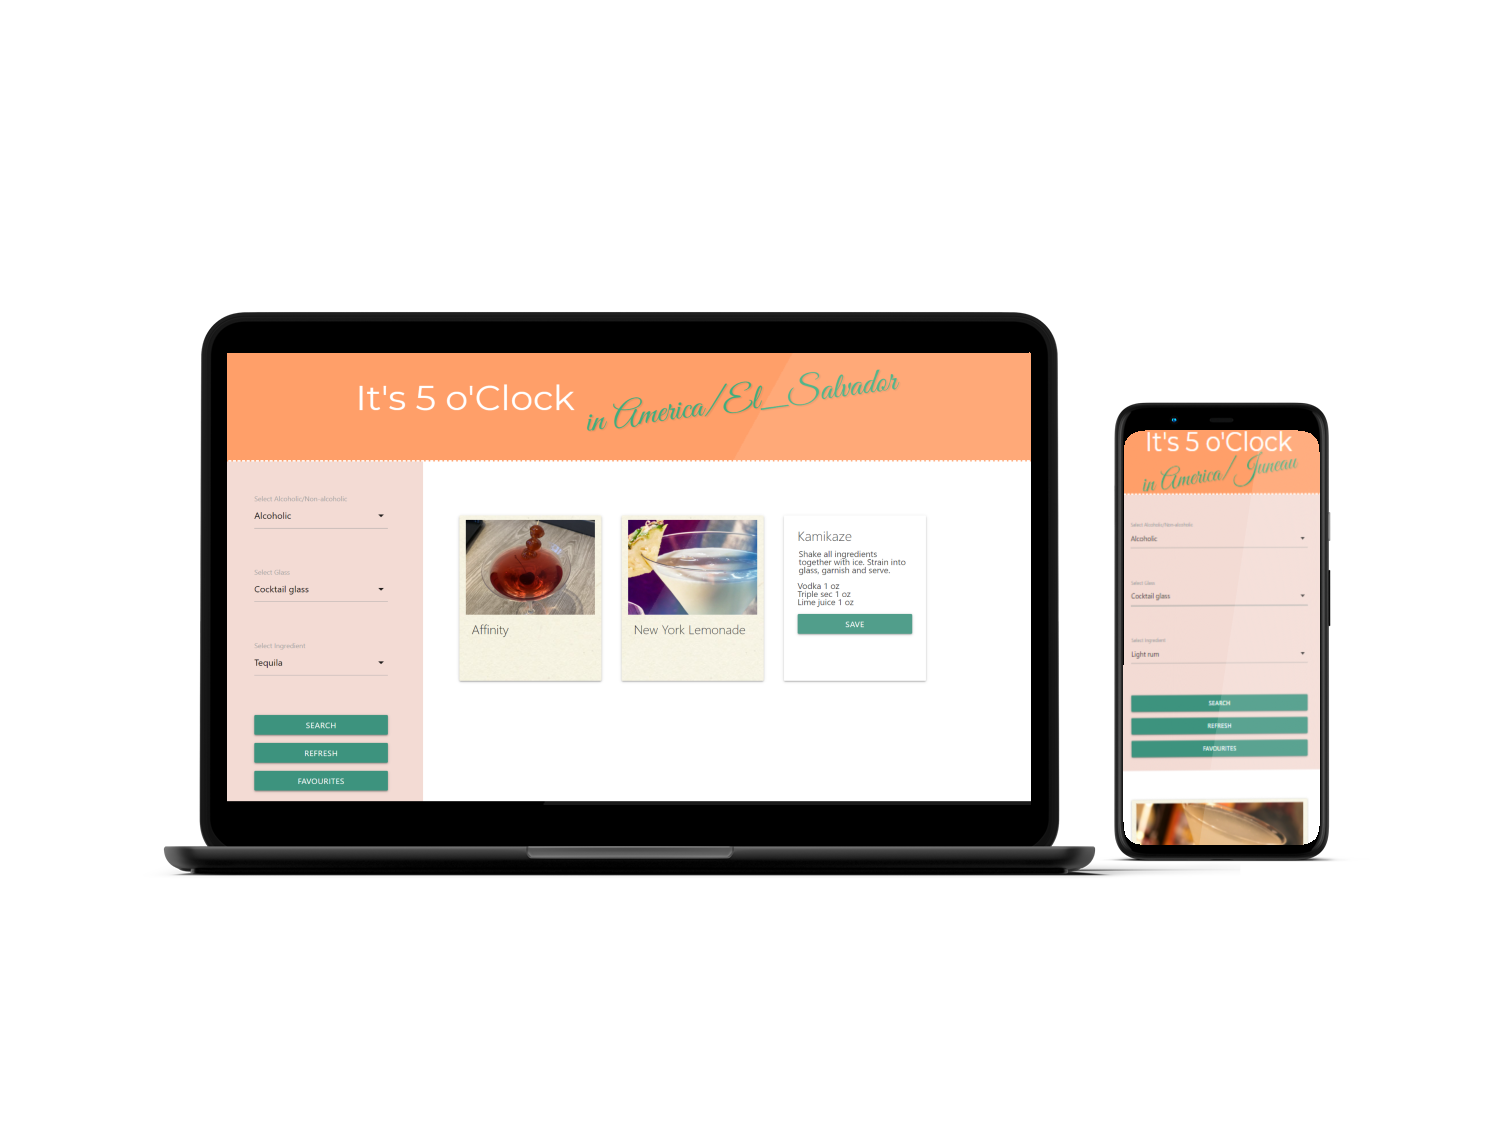 It's 5 o'Clock
in America/El_Salvador
Select Alcoholic/Non-alcoholic
Alcoholic
Select Glass
Cocktail glass
Select Ingredient
Tequila
SEARCH
REFRESH
FAVOURITES
Affinity
New York Lemonade
Kamikaze
Shake all ingredients
together with ice. Strain into
glass, garnish and serve.
Vodka 1 oz
Triple sec 1 oz
Lime juice 1 oz
SAVE
It's 5 o'Clock
in America/Juneau
Select Alcoholic/Non-alcoholic
Alcoholic
Select Glass
Cocktail glass
Select Ingredient
Light rum
SEARCH
REFRESH
FAVOURITES